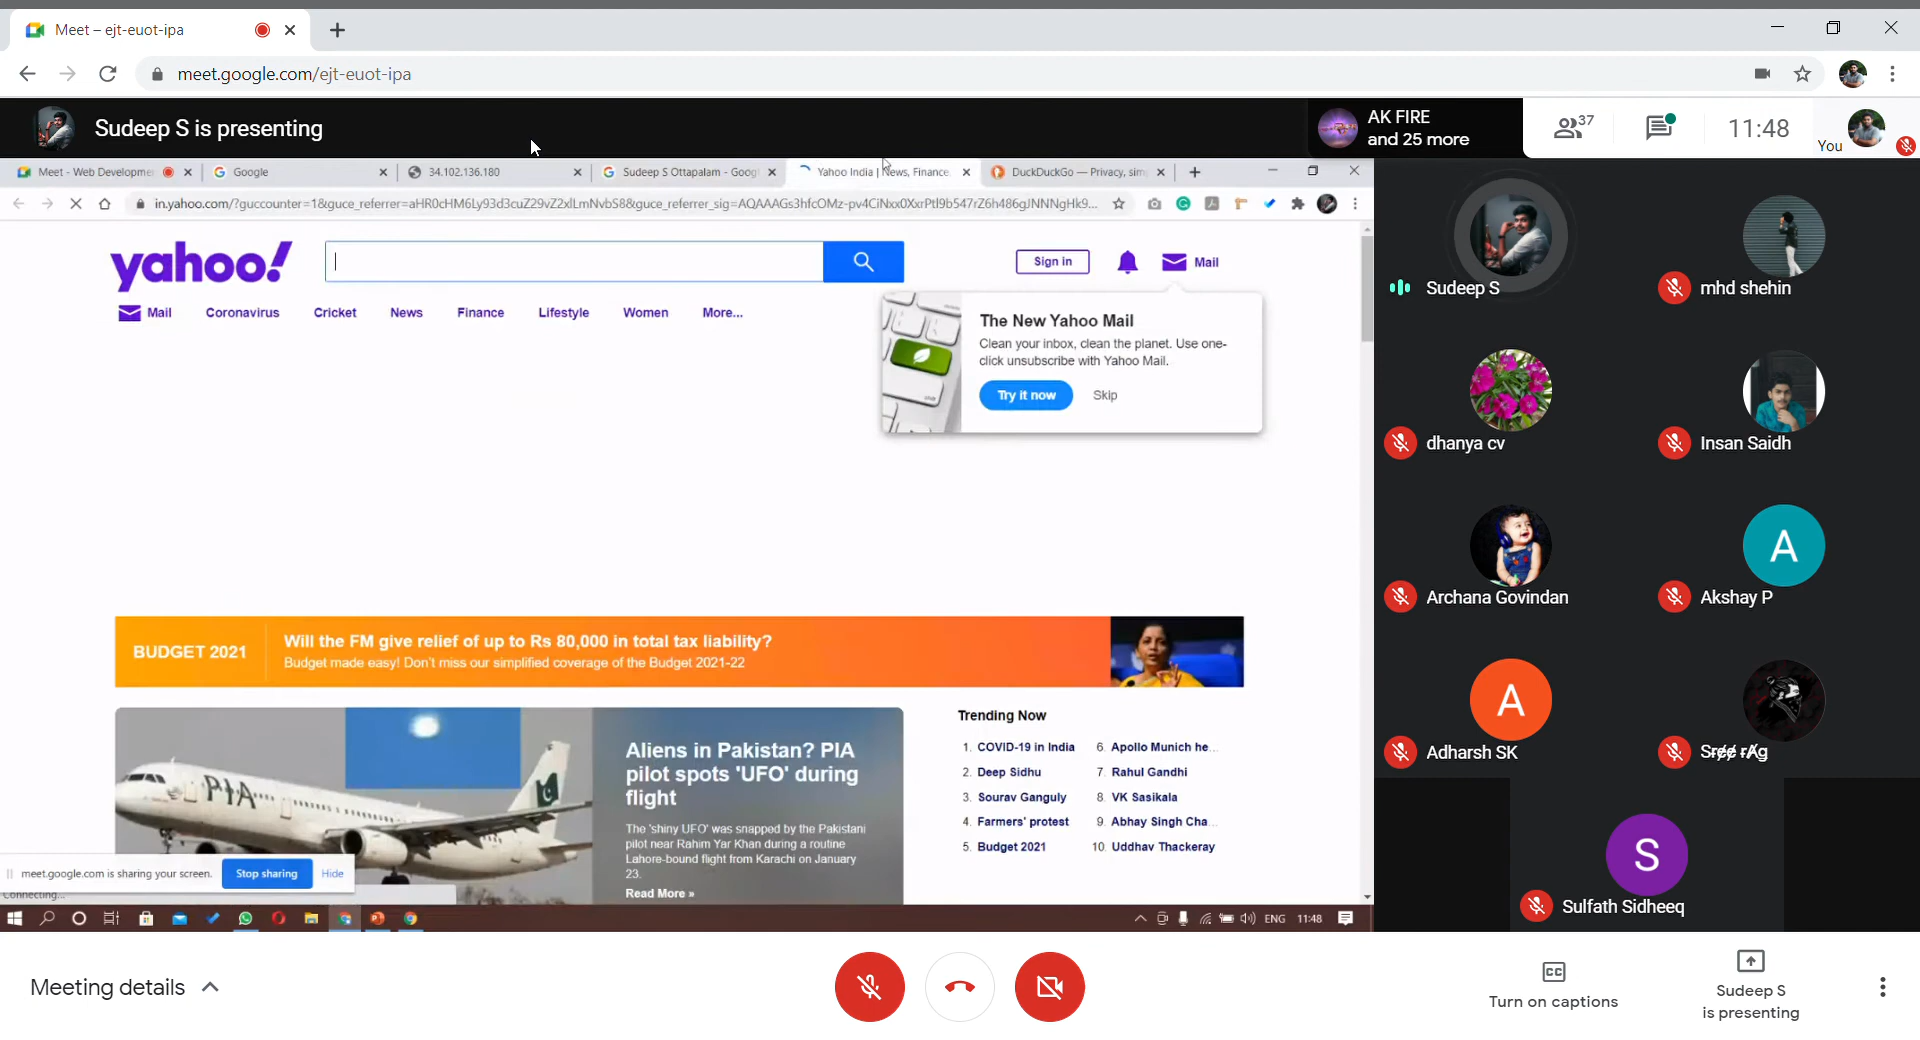 Meet – ejt-euot-ipa
meet.google.com/ejt-euot-ipa
Sudeep S is presenting
AK FIRE
and 25 more
37
11:48
You
Meet - Web Developme
Google
34.102.136.180
Sudeep S Ottapalam - Goog
Yahoo India | News, Finance
DuckDuckGo — Privacy, sim
yahoo!
Sign in
Mail
Mail
Coronavirus
Cricket
News
Finance
Lifestyle
Women
More...
The New Yahoo Mail
Clean your inbox, clean the planet. Use one-
click unsubscribe with Yahoo Mail.
Try it now
Skip
BUDGET 2021
Will the FM give relief of up to Rs 80,000 in total tax liability?
Budget made easy! Don't miss our simplified coverage of the Budget 2021-22
PIA
Aliens in Pakistan? PIA
pilot spots 'UFO' during
flight
The 'shiny UFO' was snapped by the Pakistani
pilot near Rahim Yar Khan during a routine
Lahore-bound flight from Karachi on January
23.
Read More »
Trending Now
1. COVID-19 in India
2. Deep Sidhu
3. Sourav Ganguly
4. Farmers' protest
5. Budget 2021
6. Apollo Munich he...
7. Rahul Gandhi
8. VK Sasikala
9. Abhay Singh Cha...
10. Uddhav Thackeray
meet.google.com is sharing your screen.
Stop sharing
Hide
Connecting...
ENG
11:48
Sudeep S
mhd shehin
dhanya cv
Insan Saidh
Archana Govindan
A
Akshay P
A
Adharsh SK
S
Sulfath Sidheeq
Meeting details
Turn on captions
Sudeep S
is presenting